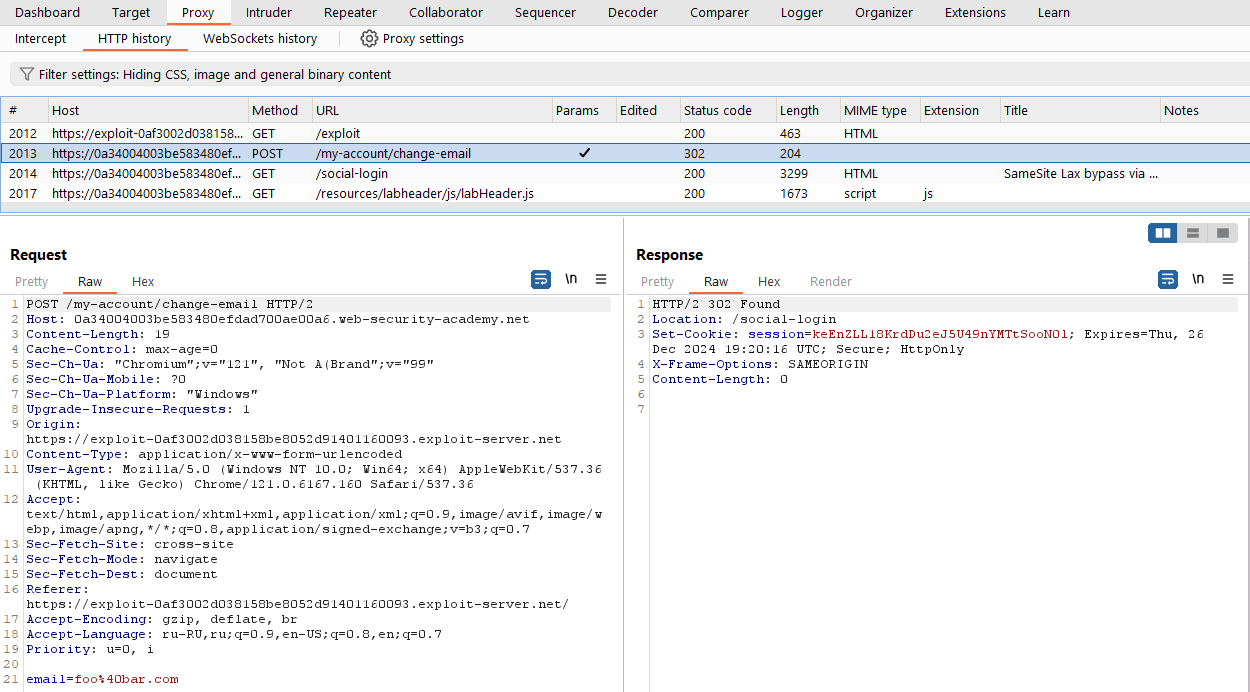 Dashboard Target Proxy Intruder Repeater Collaborator Sequencer Decoder Comparer Logger Organizer Extensions Learn
Intercept HTTP history WebSockets history Proxy settings
Filter settings: Hiding CSS, image and general binary content
# Host Method URL Params Edited Status code Length MIME type Extension Title Notes
2012 https://exploit-0af3002d038158... GET /exploit 200 463 HTML
2013 https://0a34004003be583480ef... POST /my-account/change-email ✓ 302 204
2014 https://0a34004003be583480ef... GET /social-login 200 3299 HTML SameSite Lax bypass via ...
2017 https://0a34004003be583480ef... GET /resources/labheader/js/labHeader.js 200 1673 script js
Request
Pretty Raw Hex \n
1 POST /my-account/change-email HTTP/2
2 Host: 0a34004003be583480efdad700ae00a6.web-security-academy.net
3 Content-Length: 19
4 Cache-Control: max-age=0
5 Sec-Ch-Ua: "Chromium";v="121", "Not A(Brand";v="99"
6 Sec-Ch-Ua-Mobile: ?0
7 Sec-Ch-Ua-Platform: "Windows"
8 Upgrade-Insecure-Requests: 1
9 Origin:
https://exploit-0af3002d038158be8052d91401160093.exploit-server.net
10 Content-Type: application/x-www-form-urlencoded
11 User-Agent: Mozilla/5.0 (Windows NT 10.0; Win64; x64) AppleWebKit/537.36
(KHTML, like Gecko) Chrome/121.0.6167.160 Safari/537.36
12 Accept:
text/html,application/xhtml+xml,application/xml;q=0.9,image/avif,image/w
ebp,image/apng,*/*;q=0.8,application/signed-exchange;v=b3;q=0.7
13 Sec-Fetch-Site: cross-site
14 Sec-Fetch-Mode: navigate
15 Sec-Fetch-Dest: document
16 Referer:
https://exploit-0af3002d038158be8052d91401160093.exploit-server.net/
17 Accept-Encoding: gzip, deflate, br
18 Accept-Language: ru-RU,ru;q=0.9,en-US;q=0.8,en;q=0.7
19 Priority: u=0, i
20
21 email=foo%40bar.com
Response
Pretty Raw Hex Render \n
1 HTTP/2 302 Found
2 Location: /social-login
3 Set-Cookie: session=keEnZLL18KrdDu2eJ5U49nYMTtSooNOl; Expires=Thu, 26
Dec 2024 19:20:16 UTC; Secure; HttpOnly
4 X-Frame-Options: SAMEORIGIN
5 Content-Length: 0
6
7